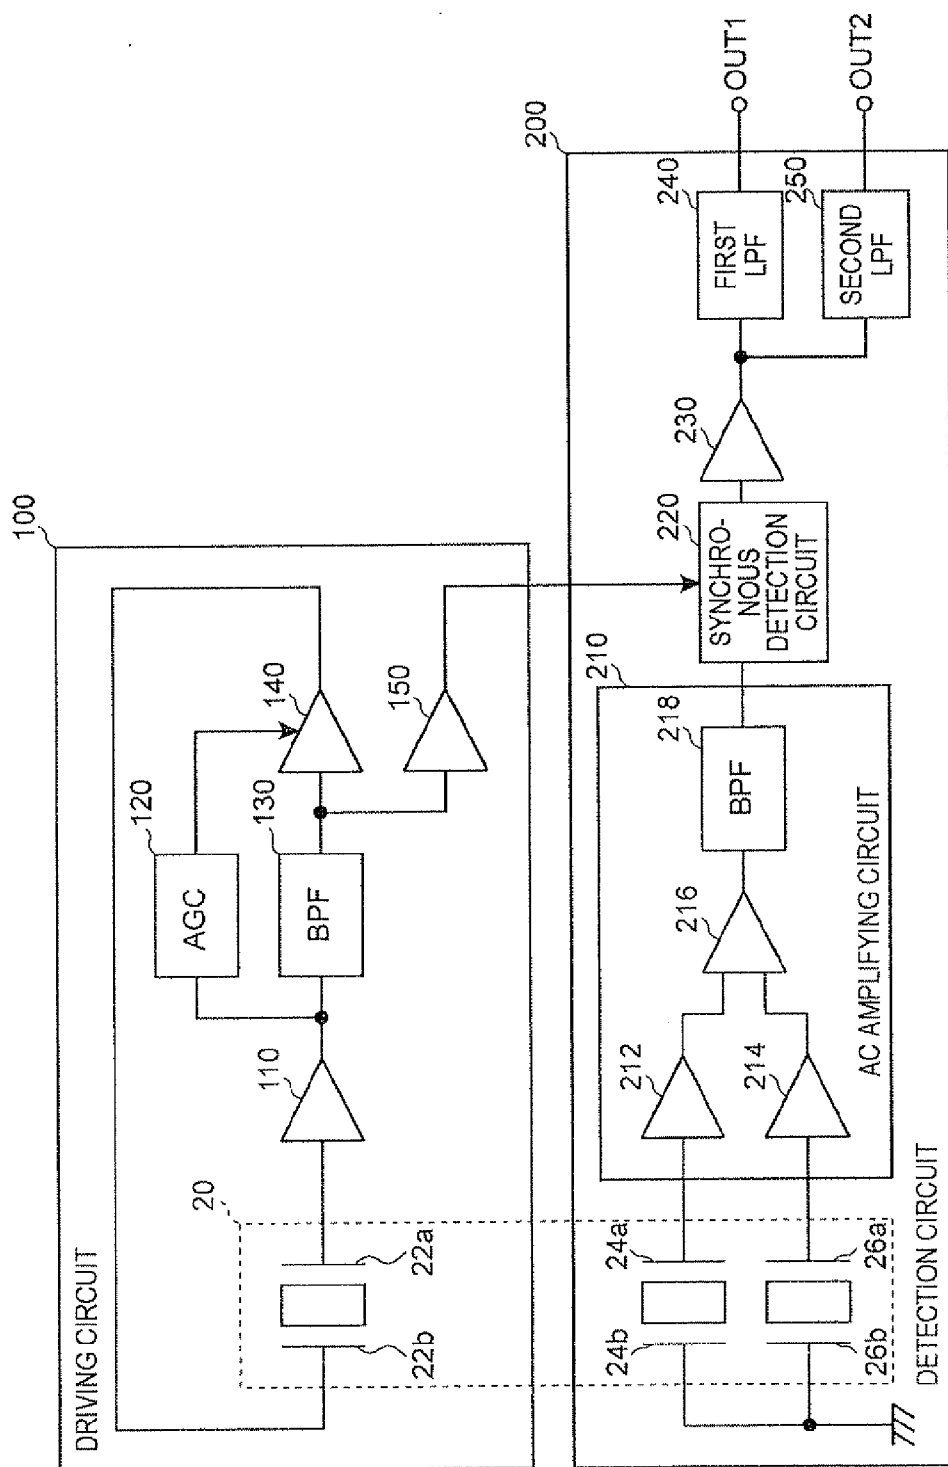 100
DRIVING CIRCUIT
120
AGC
140
110
130
BPF
150
20
22a
22b
200
240
FIRST
LPF
OUT1
250
SECOND
LPF
OUT2
230
220
SYNCHRO-
NOUS
DETECTION
CIRCUIT
210
218
BPF
216
212
214
AC AMPLIFYING CIRCUIT
24a
24b
26a
26b
DETECTION CIRCUIT